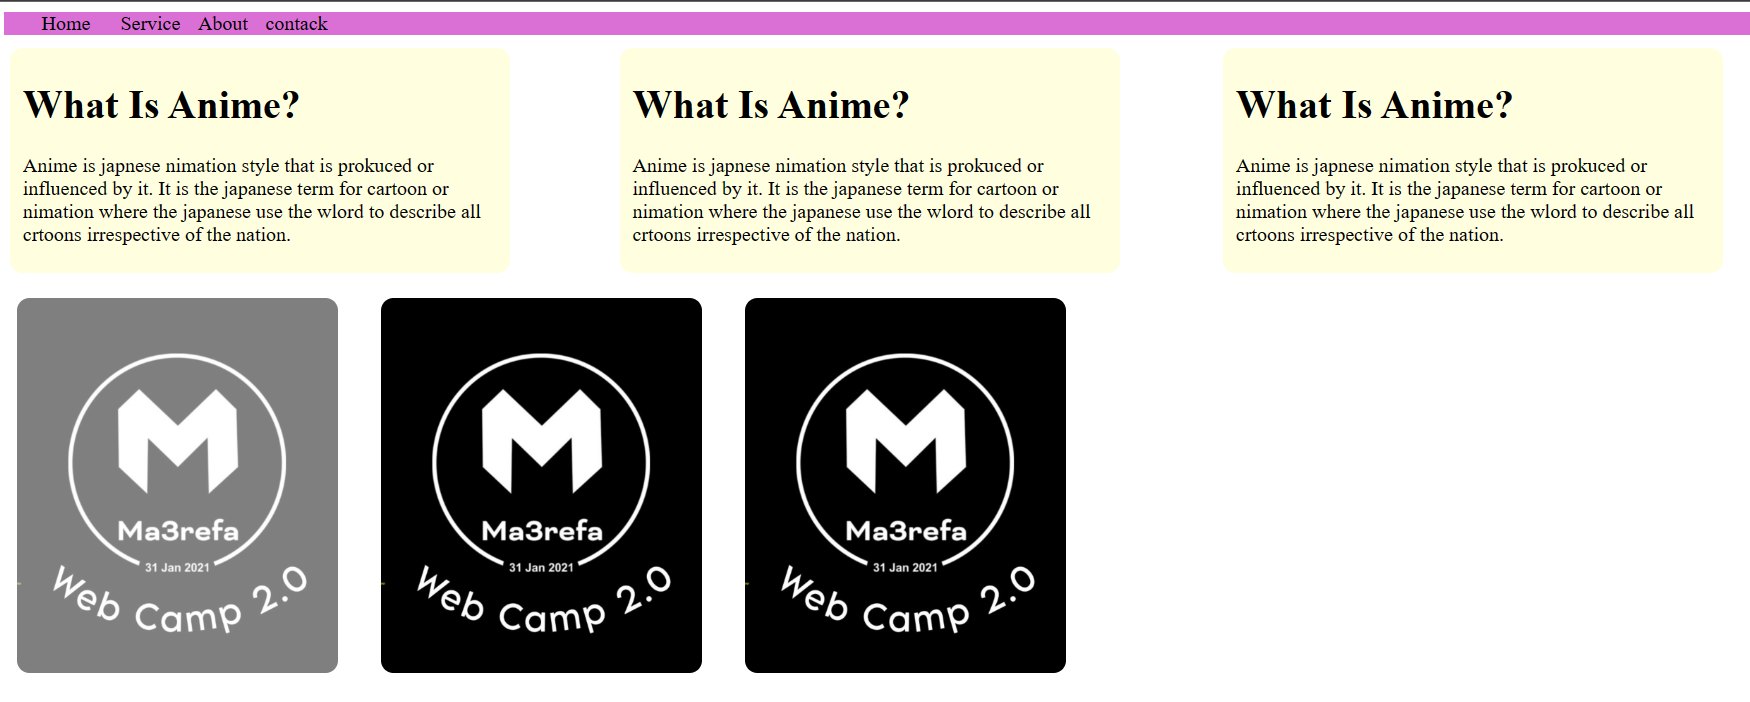 Home Service About contack
What Is Anime?
Anime is japnese nimation style that is prokuced or
influenced by it. It is the japanese term for cartoon or
nimation where the japanese use the wlord to describe all
crtoons irrespective of the nation.
What Is Anime?
Anime is japnese nimation style that is prokuced or
influenced by it. It is the japanese term for cartoon or
nimation where the japanese use the wlord to describe all
crtoons irrespective of the nation.
What Is Anime?
Anime is japnese nimation style that is prokuced or
influenced by it. It is the japanese term for cartoon or
nimation where the japanese use the wlord to describe all
crtoons irrespective of the nation.
Ma3refa
31 Jan 2021
Web Camp 2.0
Ma3refa
31 Jan 2021
Web Camp 2.0
Ma3refa
31 Jan 2021
Web Camp 2.0